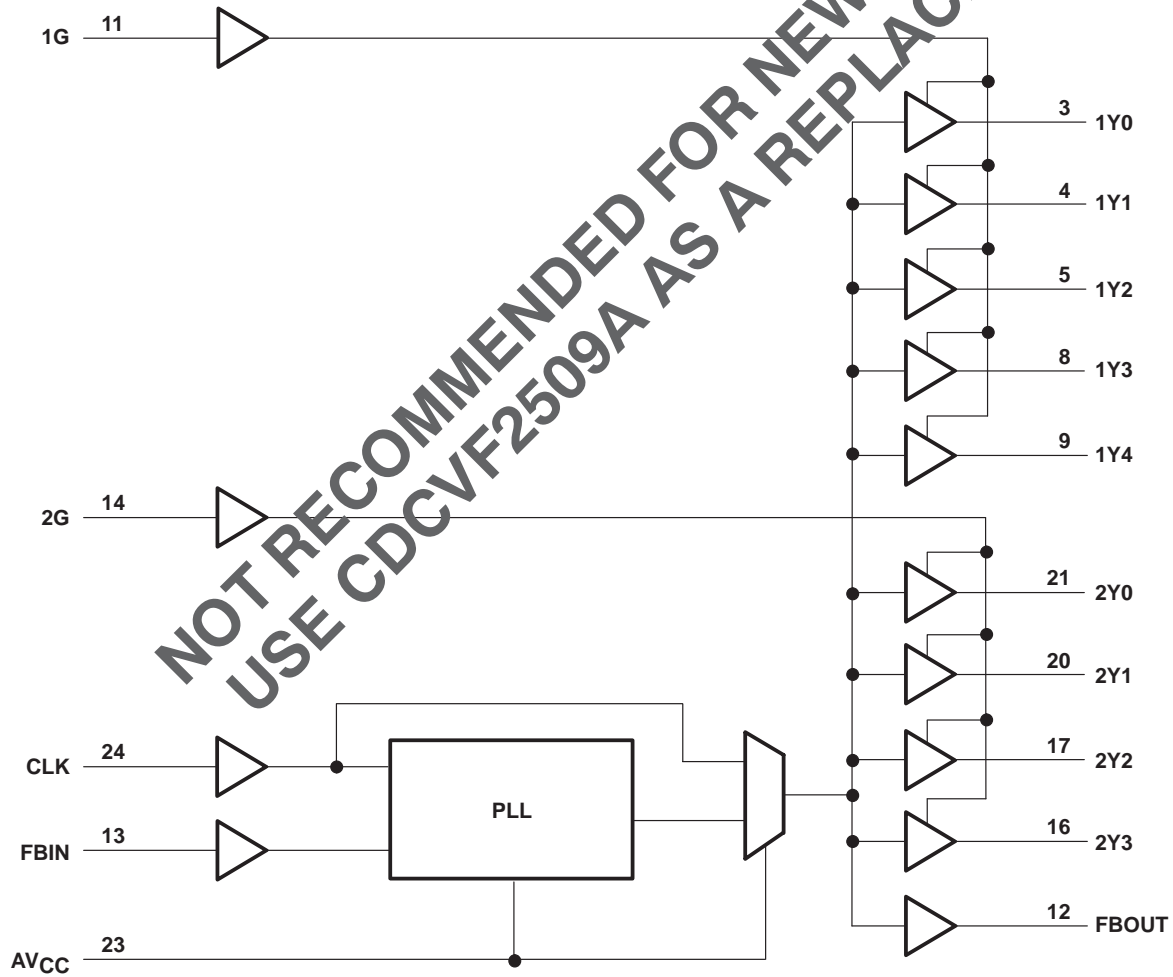 1G 11
3 1Y0
4 1Y1
5 1Y2
8 1Y3
9 1Y4
2G 14
21 2Y0
20 2Y1
17 2Y2
16 2Y3
12 FBOUT
CLK 24
FBIN 13
AVCC 23
PLL
NOT RECOMMENDED FOR NEW
USE CDCVF2509A AS A